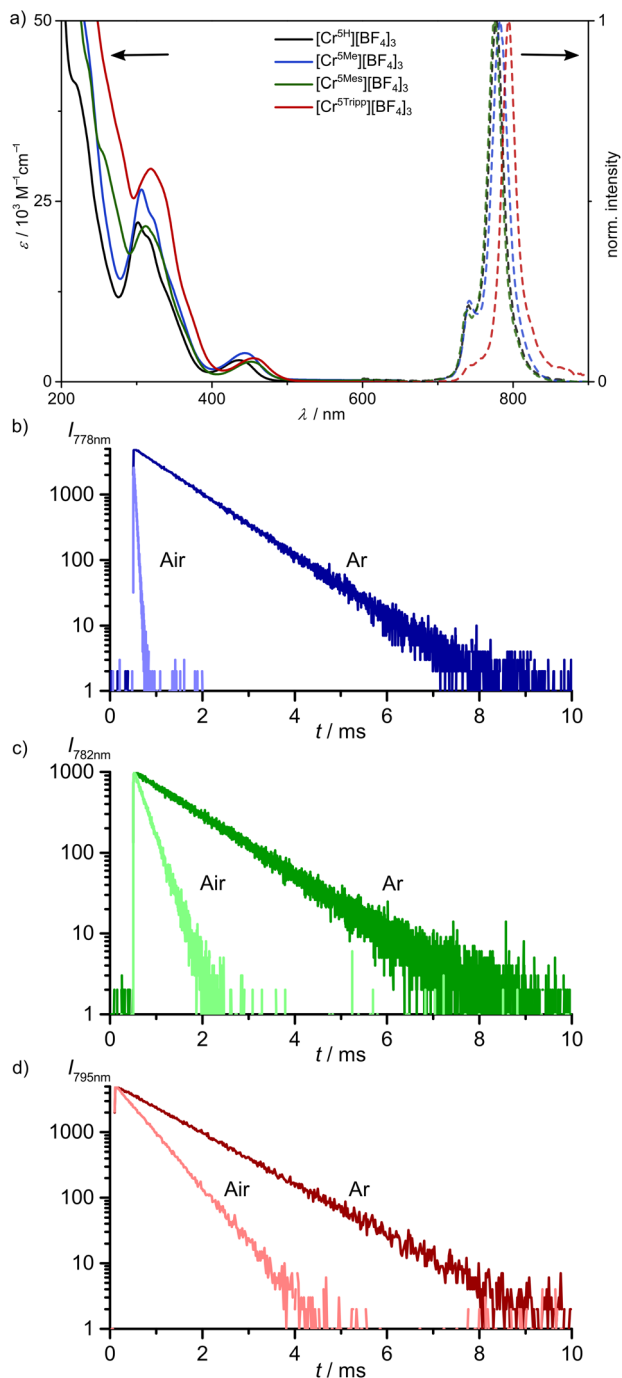 a)
50
25
0
ε / 10³ M⁻¹cm⁻¹
[Cr⁵ᴴ][BF₄]₃
[Cr⁵ᴹᵉ][BF₄]₃
[Cr⁵ᴹᵉˢ][BF₄]₃
[Cr⁵ᵀʳⁱᵖᵖ][BF₄]₃
1
0
norm. intensity
200 400 600 800
λ / nm
b)
I₇₇₈ₙₘ
1000
100
10
1
Air
Ar
0 2 4 6 8 10
t / ms
c)
I₇₈₂ₙₘ
1000
100
10
1
Air
Ar
0 2 4 6 8 10
t / ms
d)
I₇₉₅ₙₘ
1000
100
10
1
Air
Ar
0 2 4 6 8 10
t / ms